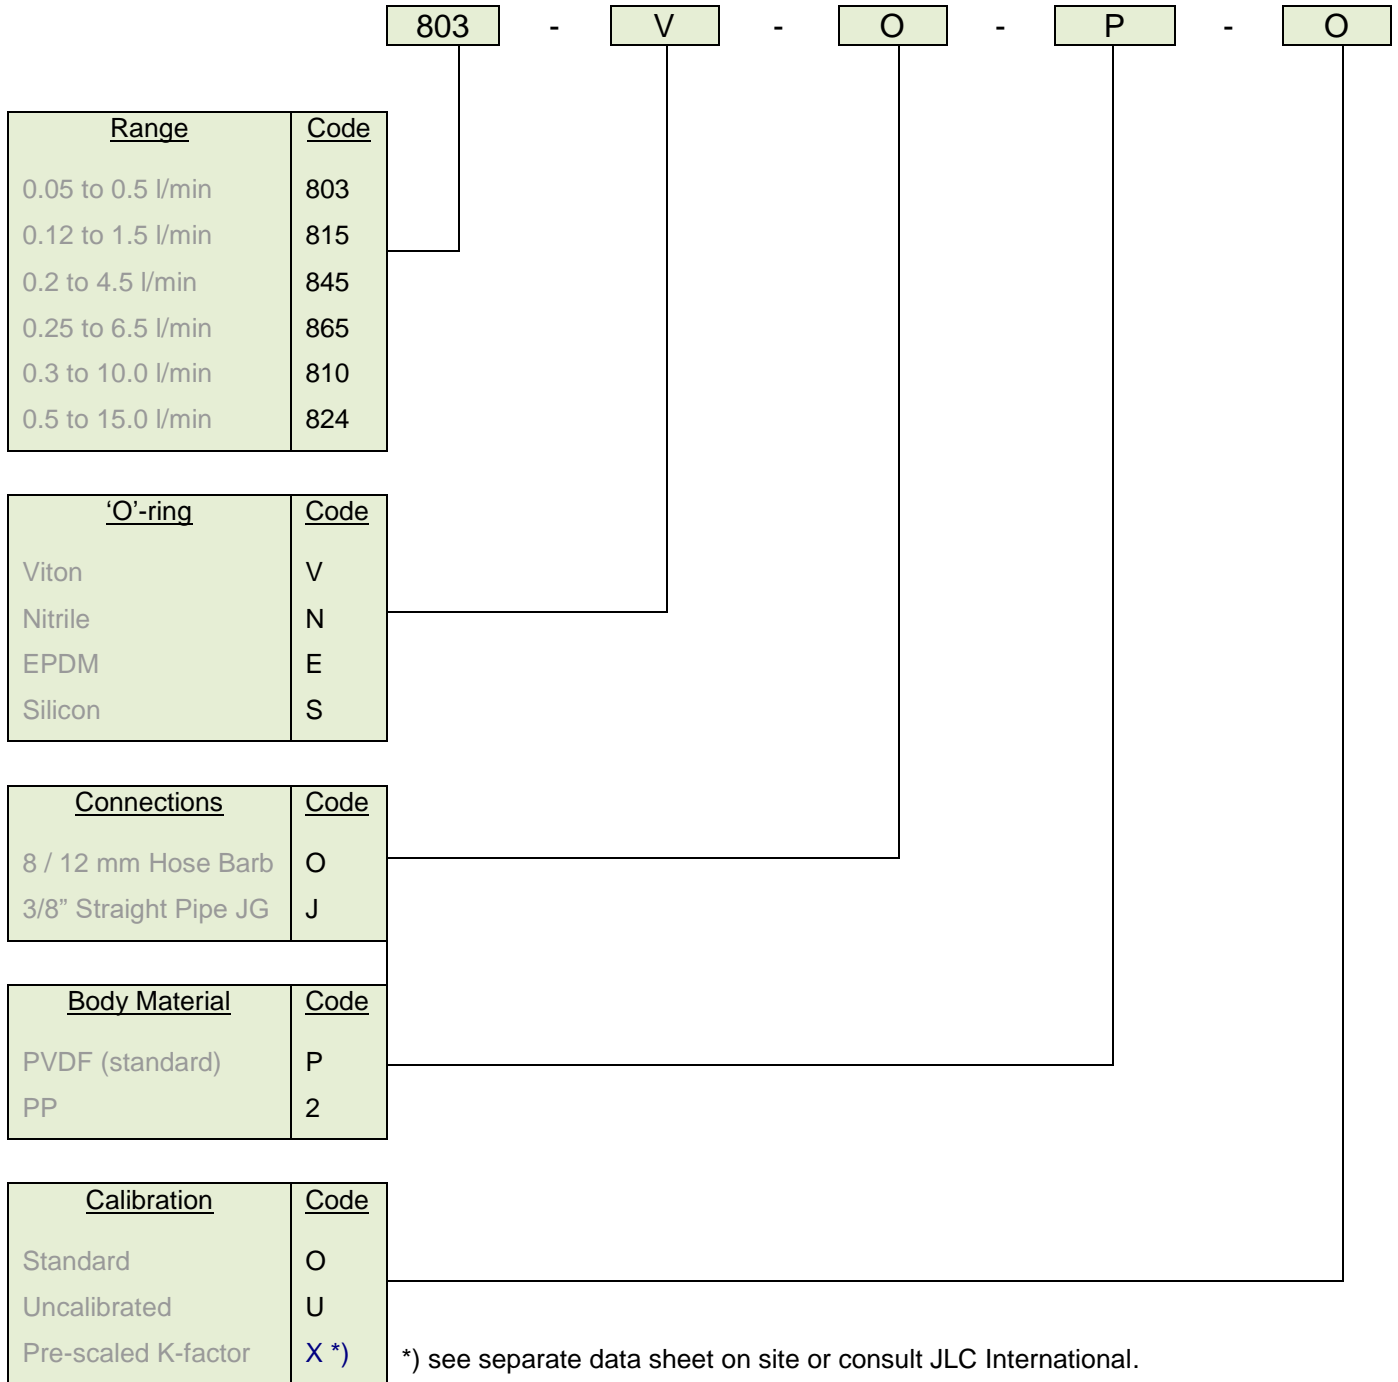 803 - V - O - P - O
Range Code
0.05 to 0.5 l/min 803
0.12 to 1.5 l/min 815
0.2 to 4.5 l/min 845
0.25 to 6.5 l/min 865
0.3 to 10.0 l/min 810
0.5 to 15.0 l/min 824
‘O’-ring Code
Viton V
Nitrile N
EPDM E
Silicon S
Connections Code
8 / 12 mm Hose Barb O
3/8” Straight Pipe JG J
Body Material Code
PVDF (standard) P
PP 2
Calibration Code
Standard O
Uncalibrated U
Pre-scaled K-factor X *) *) see separate data sheet on site or consult JLC International.